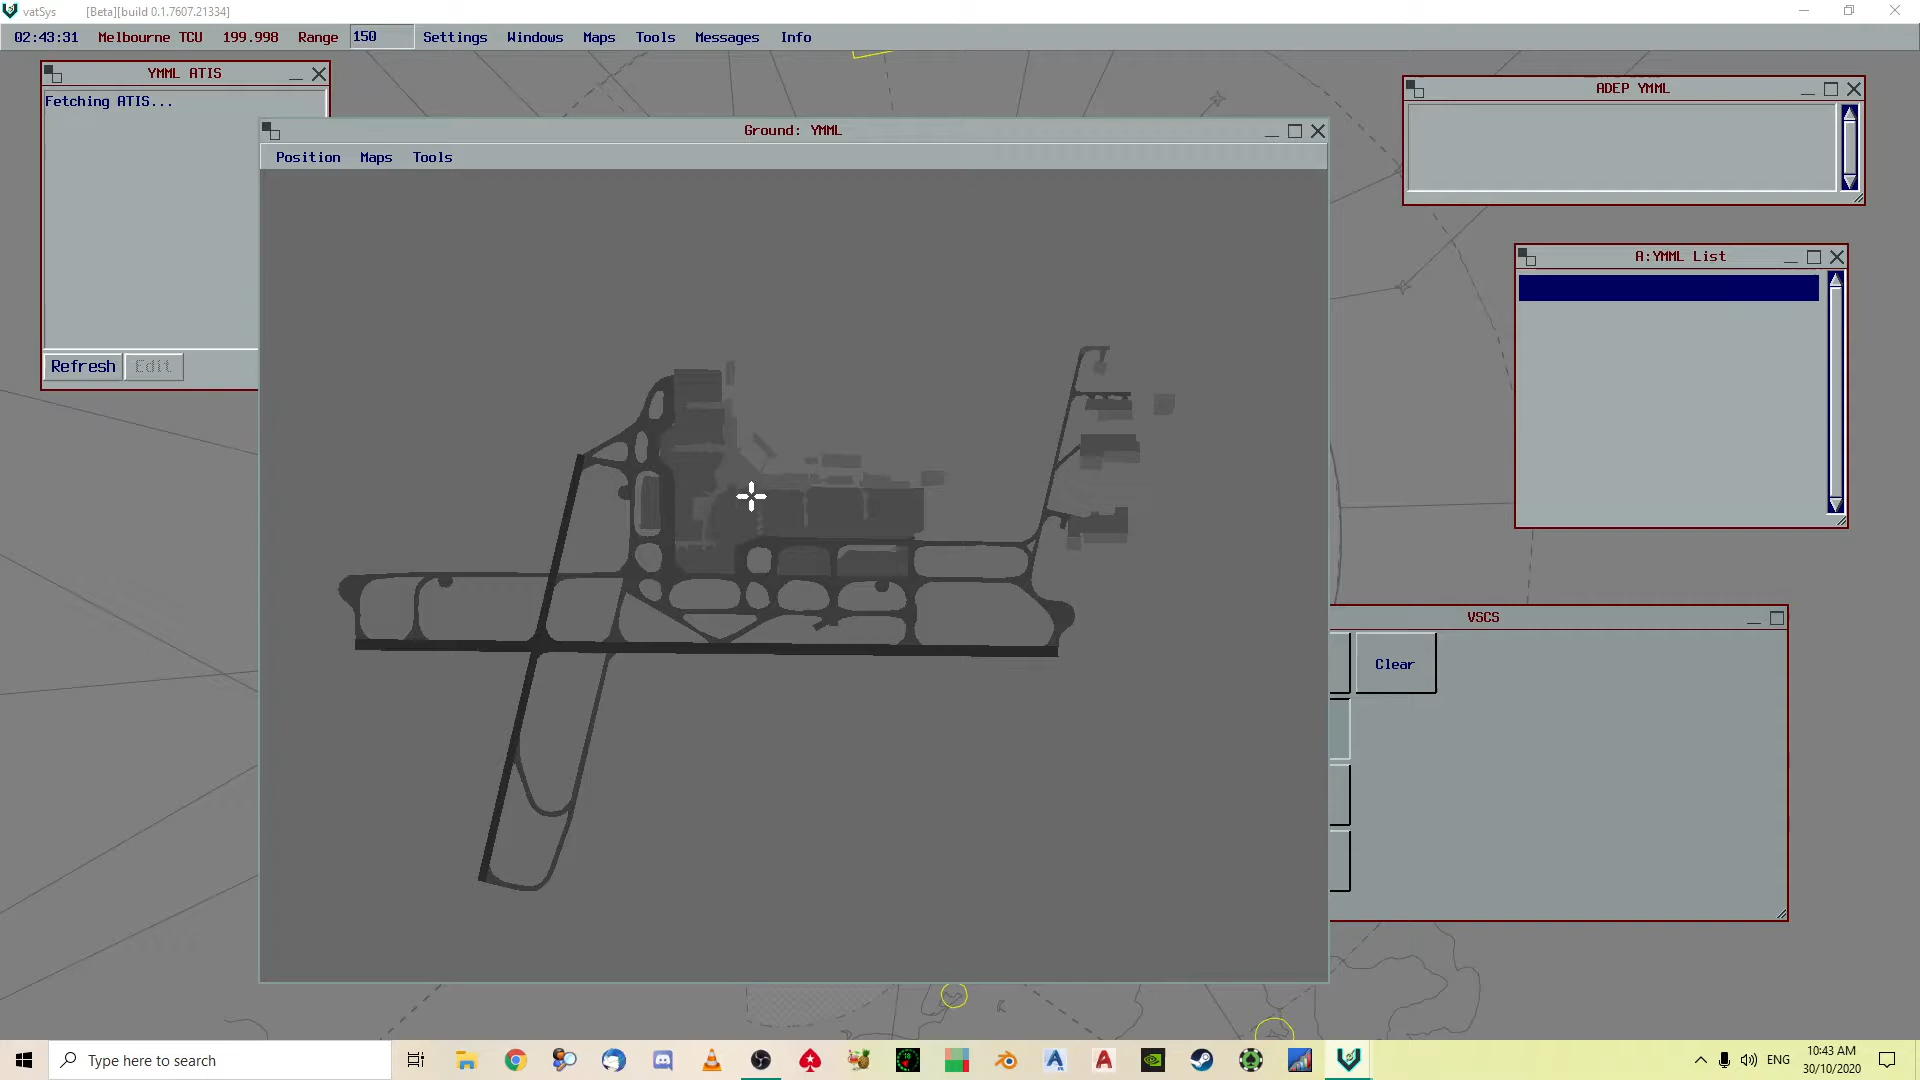 vatSys [Beta][build 0.1.7607.21334]
02:43:31 Melbourne TCU 199.998 Range 150 Settings Windows Maps Tools Messages Info
YMML ATIS
Fetching ATIS...
Refresh Edit
Ground: YMML
Position Maps Tools
ADEP YMML
A:YMML List
VSCS
Clear
Type here to search
ENG
10:43 AM
30/10/2020